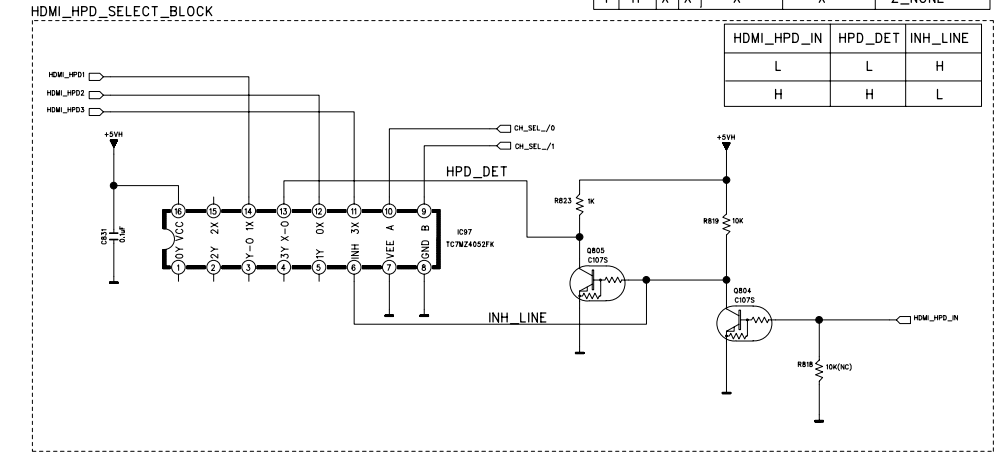 HDMI_HPD_SELECT_BLOCK
HDMI_HPD_IN HPD_DET INH_LINE
L L H
H H L
HDMI_HPD1
HDMI_HPD2
HDMI_HPD3
+5VH
CH_SEL_/0
CH_SEL_/1
+5VH
HPD_DET
R823 1K
R819 10K
16 15 14 13 12 11 10 9
VCC 2X 1X X-O 0X 3X A B
C831 0.1uF
IC97
TC7MZ4052FK
0Y 2Y Y-O 3Y 1Y INH VEE GND
1 2 3 4 5 6 7 8
Q805
C107S
Q804
C107S
INH_LINE
HDMI_HPD_IN
R818 10K(NC)